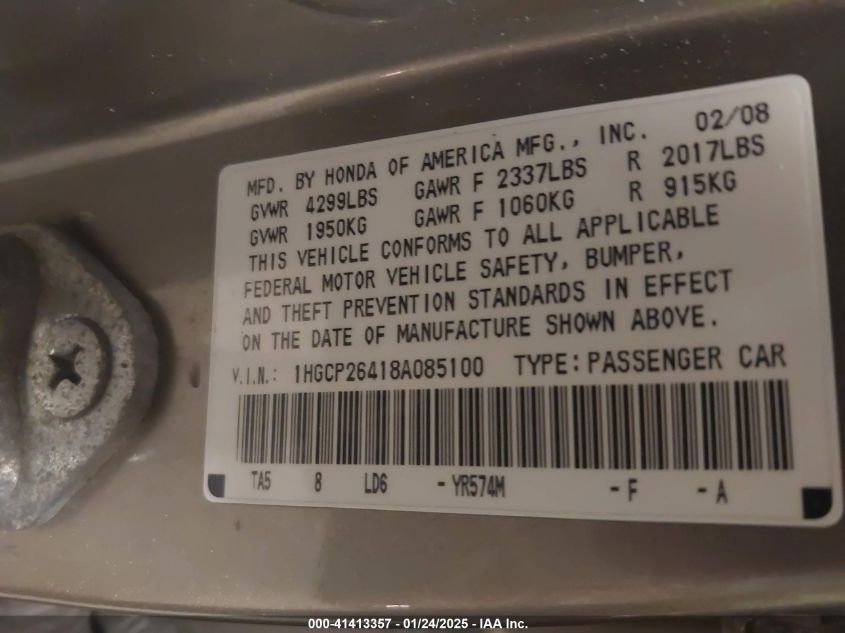 MFD. BY HONDA OF AMERICA MFG., INC. 02/08
GVWR 4299LBS GAWR F 2337LBS R 2017LBS
GVWR 1950KG GAWR F 1060KG R 915KG
THIS VEHICLE CONFORMS TO ALL APPLICABLE
FEDERAL MOTOR VEHICLE SAFETY, BUMPER,
AND THEFT PREVENTION STANDARDS IN EFFECT
ON THE DATE OF MANUFACTURE SHOWN ABOVE.
V.I.N.: 1HGCP26418A085100 TYPE: PASSENGER CAR
TA5 8 LD6 - YR574M - F - A
000-41413357 - 01/24/2025 - IAA Inc.